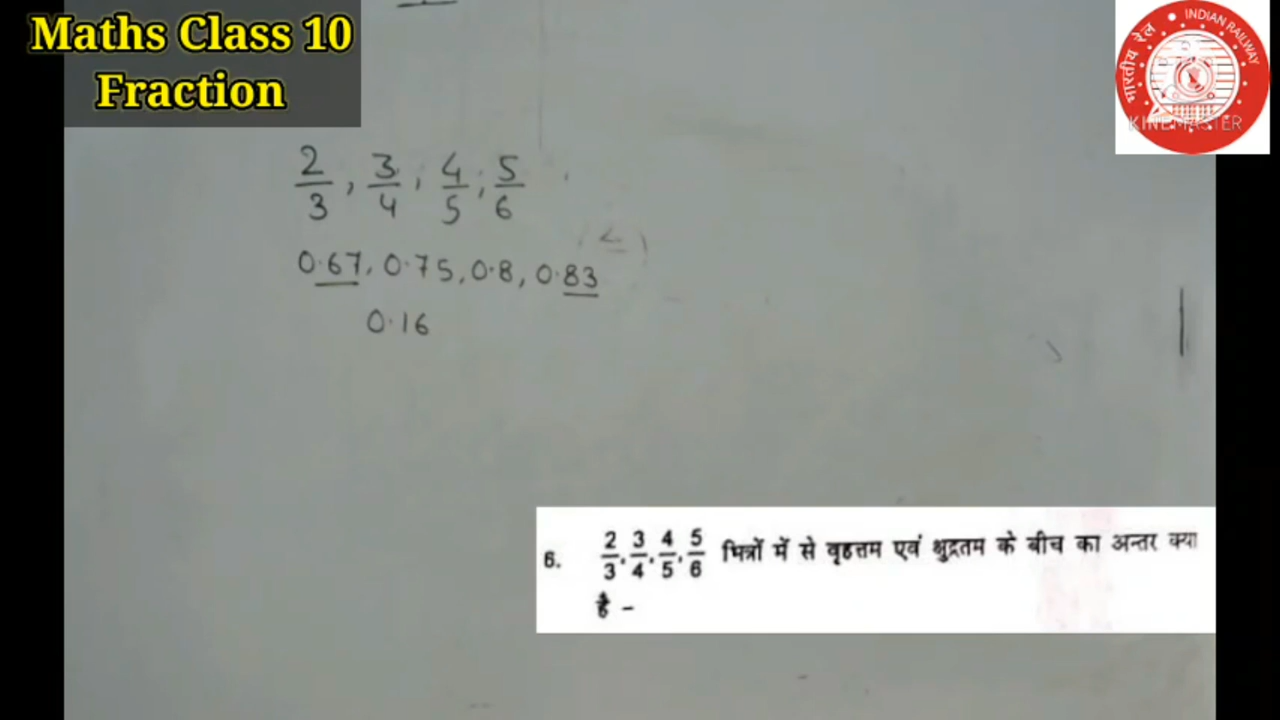 Maths Class 10
Fraction
भारतीय रेल INDIAN RAILWAY
KINEMASTER
2/3, 3/4, 4/5, 5/6
0.67, 0.75, 0.8, 0.83
0.16
6. 2/3, 3/4, 4/5, 5/6 भिन्नों में से वृहत्तम एवं क्षुद्रतम के बीच का अन्तर क्या
है -